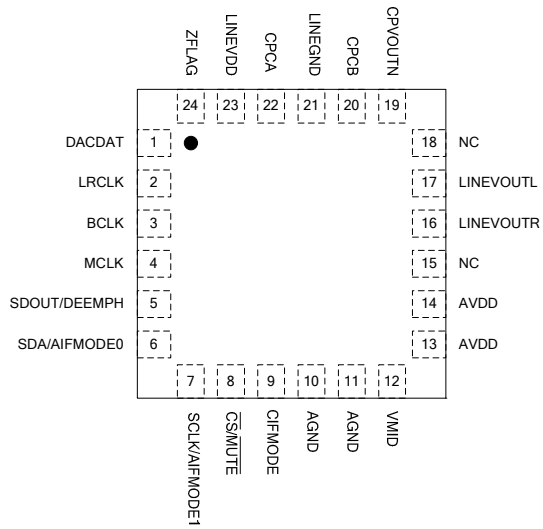 ZFLAG
LINEVDD
CPCA
LINEGND
CPCB
CPVOUTN
24 23 22 21 20 19
DACDAT 1 18 NC
LRCLK 2 17 LINEVOUTL
BCLK 3 16 LINEVOUTR
MCLK 4 15 NC
SDOUT/DEEMPH 5 14 AVDD
SDA/AIFMODE0 6 13 AVDD
7 8 9 10 11 12
SCLK/AIFMODE1
CS/MUTE
CIFMODE
AGND
AGND
VMID